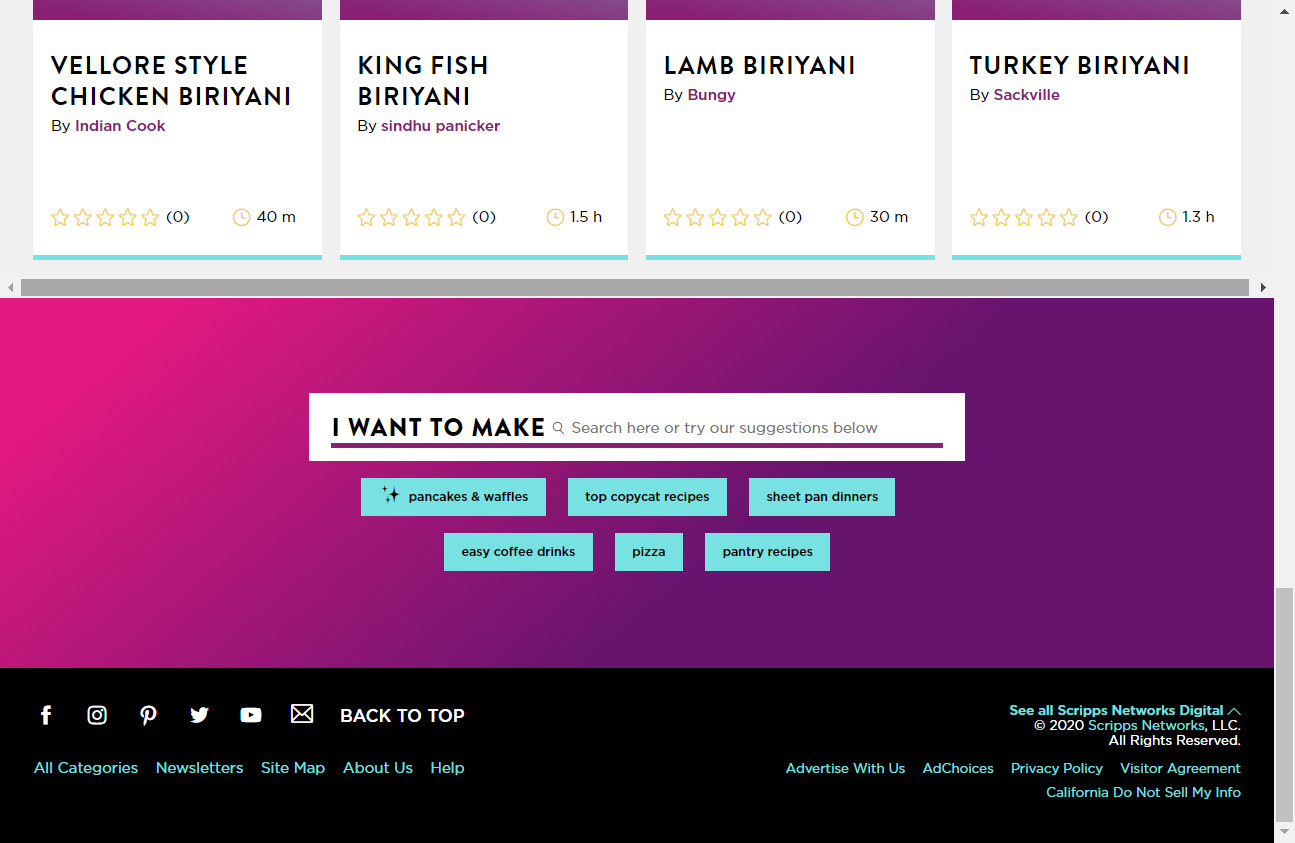 VELLORE STYLE
CHICKEN BIRIYANI
By Indian Cook
(0) 40 m
KING FISH
BIRIYANI
By sindhu panicker
(0) 1.5 h
LAMB BIRIYANI
By Bungy
(0) 30 m
TURKEY BIRIYANI
By Sackville
(0) 1.3 h
I WANT TO MAKE Search here or try our suggestions below
pancakes & waffles top copycat recipes sheet pan dinners
easy coffee drinks pizza pantry recipes
BACK TO TOP
All Categories Newsletters Site Map About Us Help
See all Scripps Networks Digital
© 2020 Scripps Networks, LLC.
All Rights Reserved.
Advertise With Us AdChoices Privacy Policy Visitor Agreement
California Do Not Sell My Info